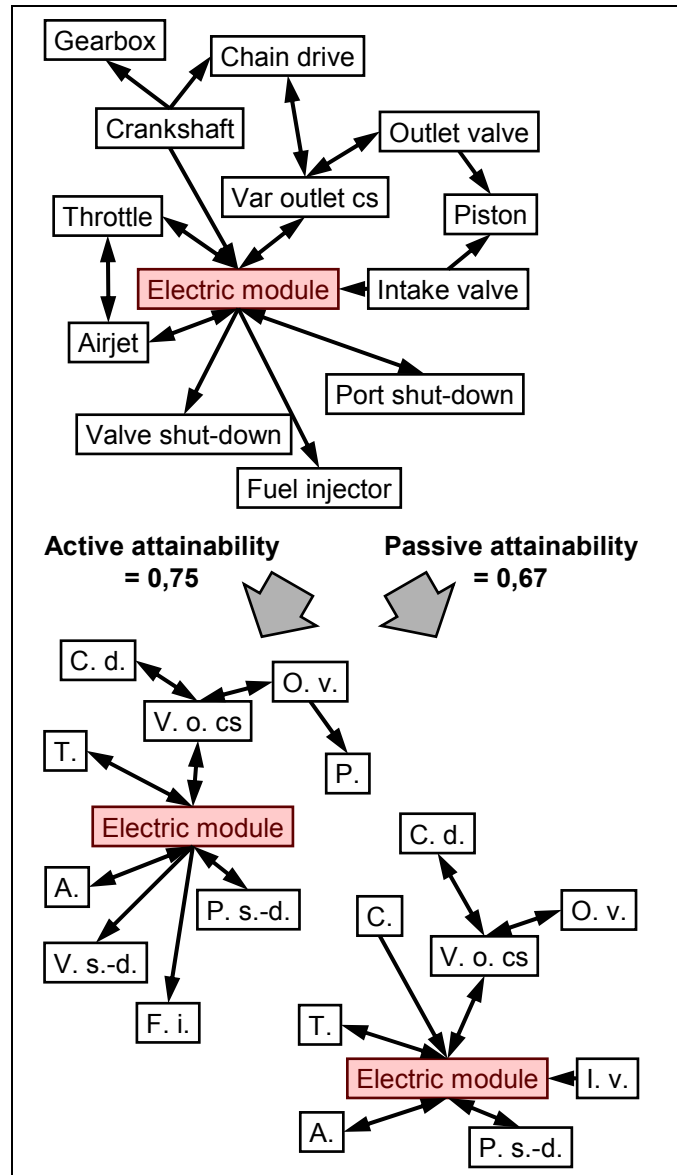 Gearbox
Chain drive
Crankshaft
Outlet valve
Var outlet cs
Throttle
Piston
Electric module
Intake valve
Airjet
Port shut-down
Valve shut-down
Fuel injector
Active attainability
= 0,75
Passive attainability
= 0,67
C. d.
O. v.
V. o. cs
T.
P.
Electric module
A.
P. s.-d.
V. s.-d.
F. i.
C. d.
C.
O. v.
V. o. cs
T.
Electric module
I. v.
A.
P. s.-d.